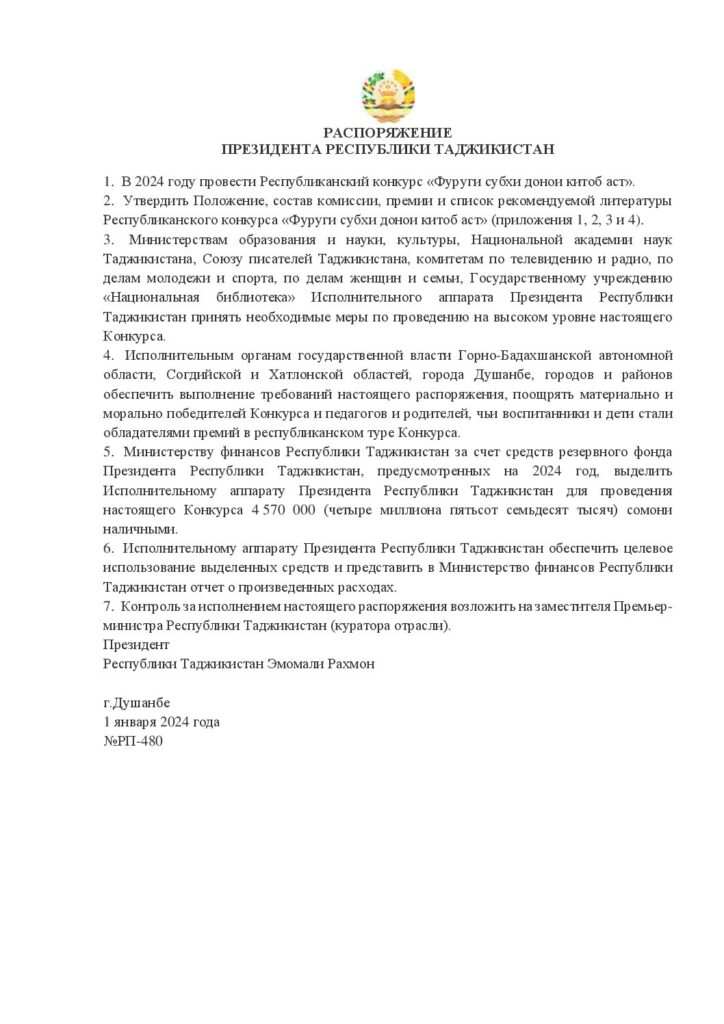 РАСПОРЯЖЕНИЕ
ПРЕЗИДЕНТА РЕСПУБЛИКИ ТАДЖИКИСТАН
1. В 2024 году провести Республиканский конкурс «Фуруги субхи донои китоб аст».
2. Утвердить Положение, состав комиссии, премии и список рекомендуемой литературы
Республиканского конкурса «Фуруги субхи донои китоб аст» (приложения 1, 2, 3 и 4).
3. Министерствам образования и науки, культуры, Национальной академии наук
Таджикистана, Союзу писателей Таджикистана, комитетам по телевидению и радио, по
делам молодежи и спорта, по делам женщин и семьи, Государственному учреждению
«Национальная библиотека» Исполнительного аппарата Президента Республики
Таджикистан принять необходимые меры по проведению на высоком уровне настоящего
Конкурса.
4. Исполнительным органам государственной власти Горно-Бадахшанской автономной
области, Согдийской и Хатлонской областей, города Душанбе, городов и районов
обеспечить выполнение требований настоящего распоряжения, поощрять материально и
морально победителей Конкурса и педагогов и родителей, чьи воспитанники и дети стали
обладателями премий в республиканском туре Конкурса.
5. Министерству финансов Республики Таджикистан за счет средств резервного фонда
Президента Республики Таджикистан, предусмотренных на 2024 год, выделить
Исполнительному аппарату Президента Республики Таджикистан для проведения
настоящего Конкурса 4 570 000 (четыре миллиона пятьсот семьдесят тысяч) сомони
наличными.
6. Исполнительному аппарату Президента Республики Таджикистан обеспечить целевое
использование выделенных средств и представить в Министерство финансов Республики
Таджикистан отчет о произведенных расходах.
7. Контроль за исполнением настоящего распоряжения возложить на заместителя Премьер-
министра Республики Таджикистан (куратора отрасли).
Президент
Республики Таджикистан Эмомали Рахмон
г.Душанбе
1 января 2024 года
№РП-480